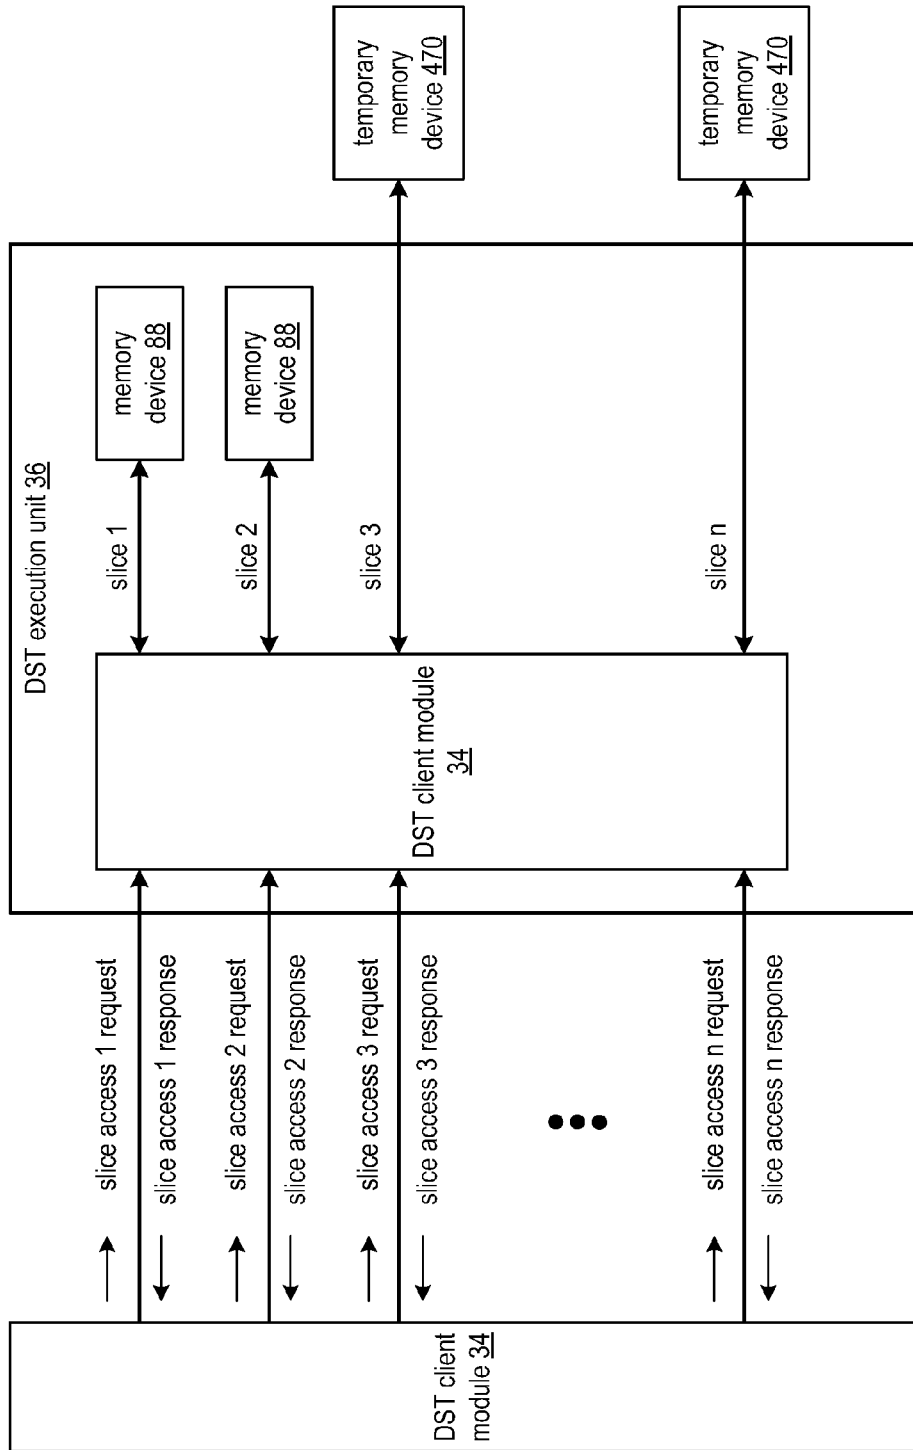 DST client
module 34
slice access 1 request
slice access 1 response
slice access 2 request
slice access 2 response
slice access 3 request
slice access 3 response
slice access n request
slice access n response
DST execution unit 36
DST client module
34
slice 1
slice 2
slice 3
slice n
memory
device 88
memory
device 88
temporary
memory
device 470
temporary
memory
device 470